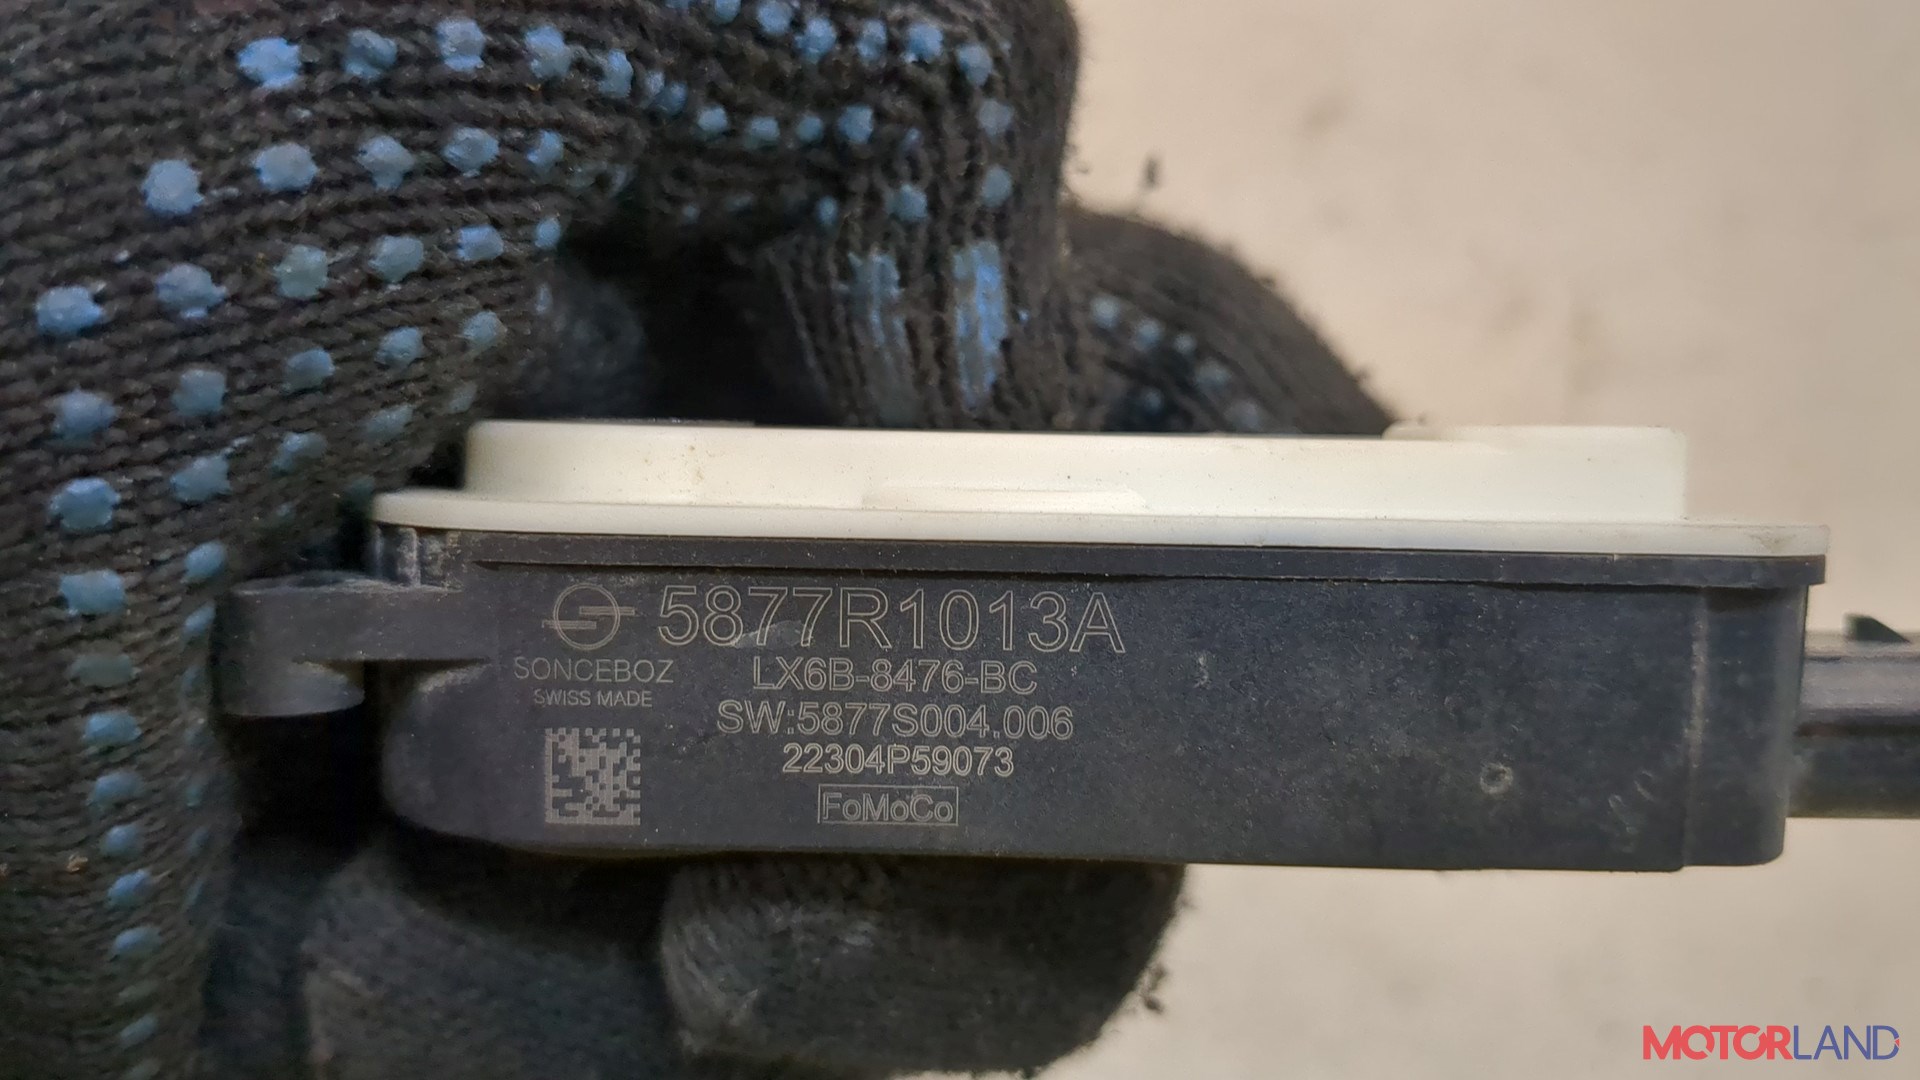 5877R1013A
SONCEBOZ
SWISS MADE
LX6B-8476-BC
SW:5877S004.006
22304P59073
FoMoCo
MOTORLAND